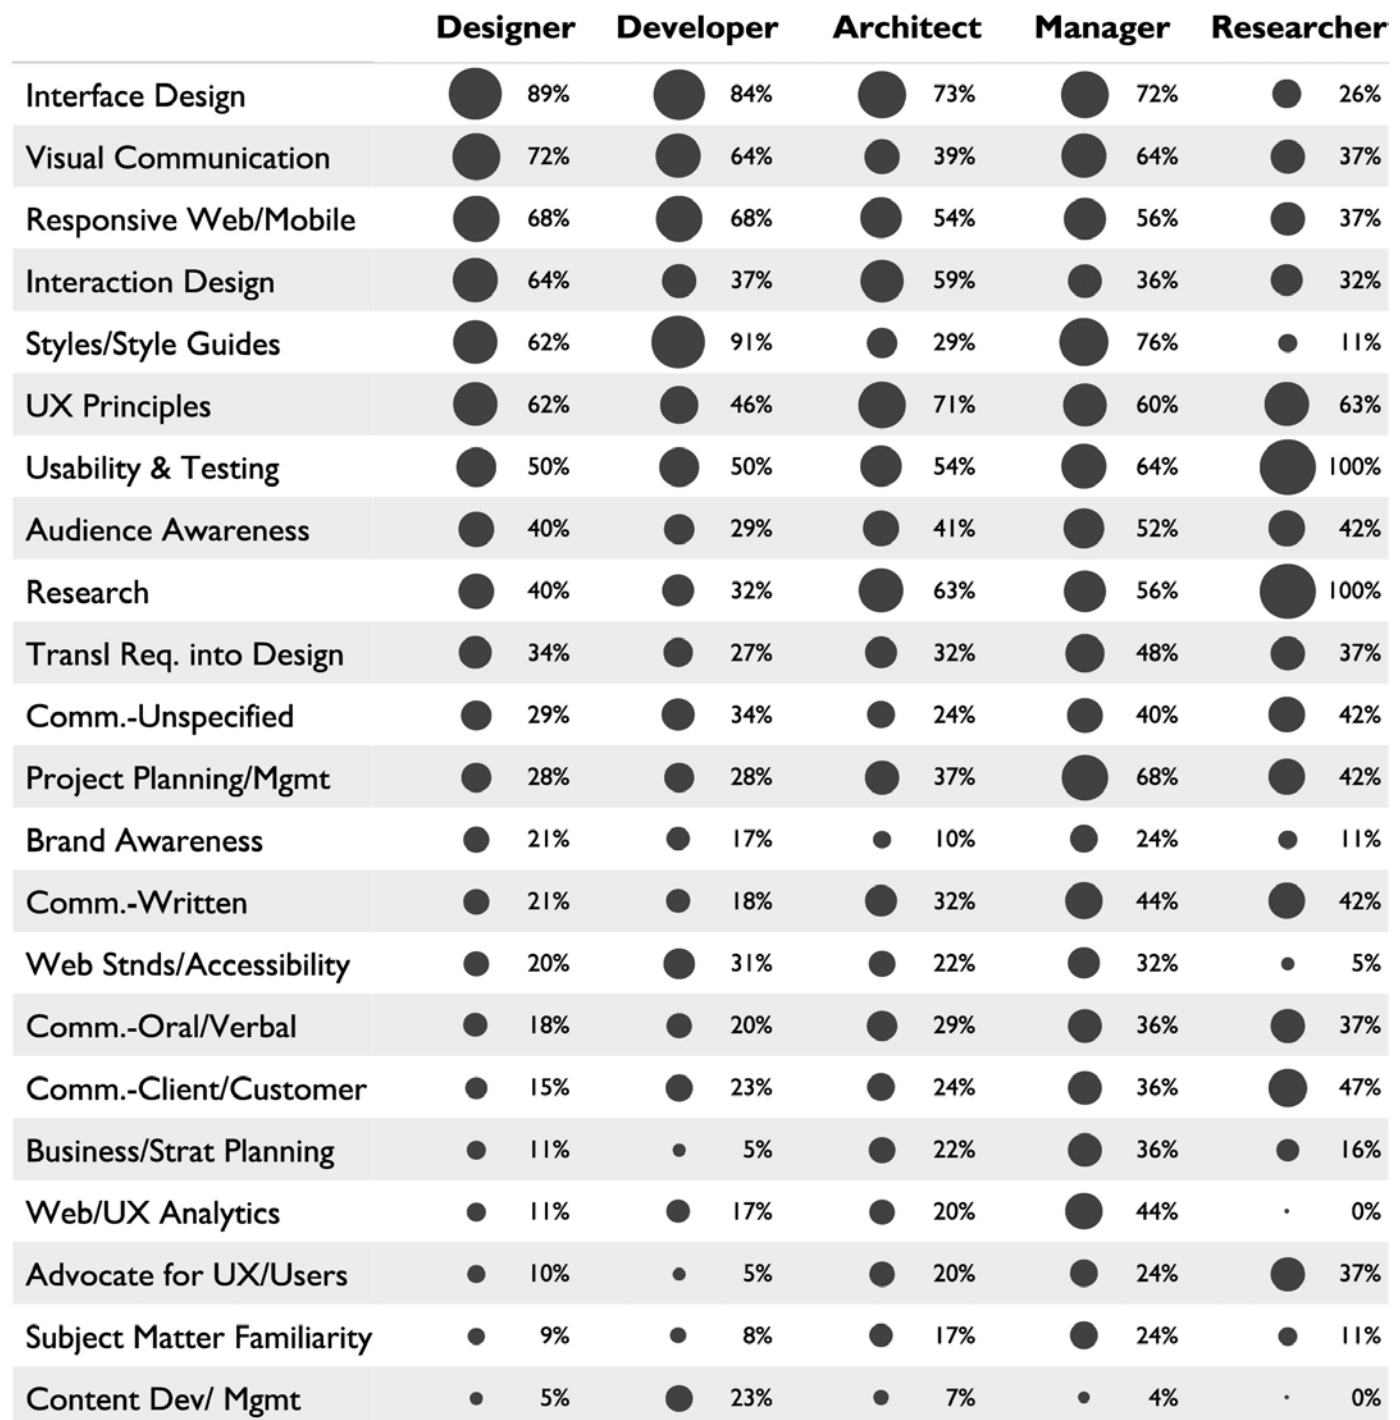 Designer Developer Architect Manager Researcher
Interface Design 89% 84% 73% 72% 26%
Visual Communication 72% 64% 39% 64% 37%
Responsive Web/Mobile 68% 68% 54% 56% 37%
Interaction Design 64% 37% 59% 36% 32%
Styles/Style Guides 62% 91% 29% 76% 11%
UX Principles 62% 46% 71% 60% 63%
Usability & Testing 50% 50% 54% 64% 100%
Audience Awareness 40% 29% 41% 52% 42%
Research 40% 32% 63% 56% 100%
Transl Req. into Design 34% 27% 32% 48% 37%
Comm.-Unspecified 29% 34% 24% 40% 42%
Project Planning/Mgmt 28% 28% 37% 68% 42%
Brand Awareness 21% 17% 10% 24% 11%
Comm.-Written 21% 18% 32% 44% 42%
Web Stnds/Accessibility 20% 31% 22% 32% 5%
Comm.-Oral/Verbal 18% 20% 29% 36% 37%
Comm.-Client/Customer 15% 23% 24% 36% 47%
Business/Strat Planning 11% 5% 22% 36% 16%
Web/UX Analytics 11% 17% 20% 44% 0%
Advocate for UX/Users 10% 5% 20% 24% 37%
Subject Matter Familiarity 9% 8% 17% 24% 11%
Content Dev/ Mgmt 5% 23% 7% 4% 0%